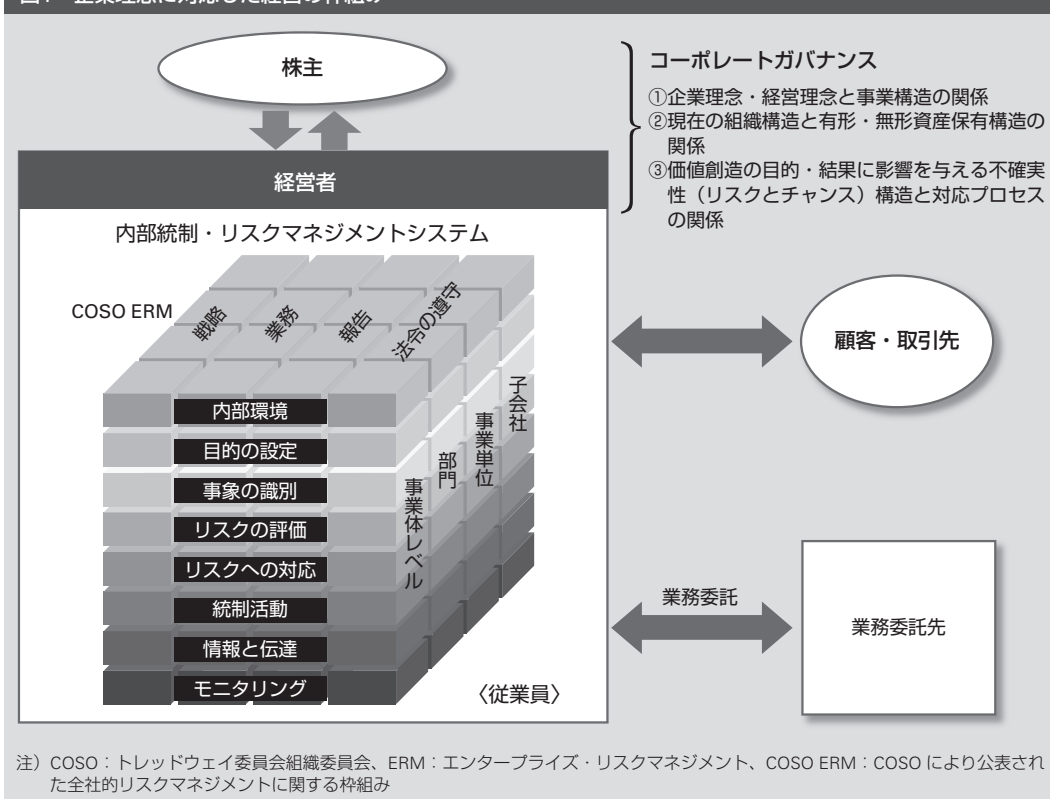 株主
コーポレートガバナンス
①企業理念・経営理念と事業構造の関係
②現在の組織構造と有形・無形資産保有構造の
関係
③価値創造の目的・結果に影響を与える不確実
性（リスクとチャンス）構造と対応プロセス
の関係
経営者
内部統制・リスクマネジメントシステム
COSO ERM
戦略
業務
報告
法令の遵守
内部環境
目的の設定
事象の識別
リスクの評価
リスクへの対応
統制活動
情報と伝達
モニタリング
事業体レベル
部門
事業単位
子会社
〈従業員〉
顧客・取引先
業務委託
業務委託先
注）COSO：トレッドウェイ委員会組織委員会、ERM：エンタープライズ・リスクマネジメント、COSO ERM：COSO により公表され
た全社的リスクマネジメントに関する枠組み